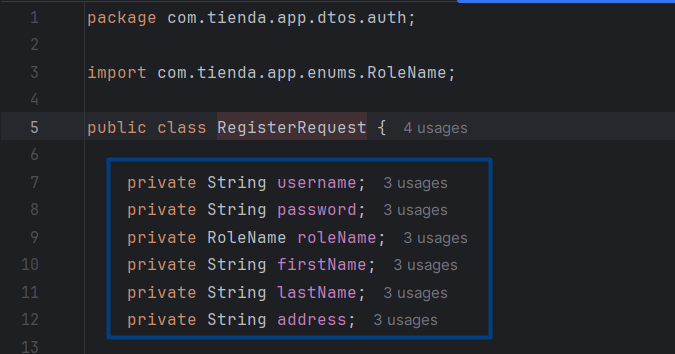 1 package com.tienda.app.dtos.auth;
2
3 import com.tienda.app.enums.RoleName;
4
5 public class RegisterRequest { 4 usages
6
7 private String username; 3 usages
8 private String password; 3 usages
9 private RoleName roleName; 3 usages
10 private String firstName; 3 usages
11 private String lastName; 3 usages
12 private String address; 3 usages
13